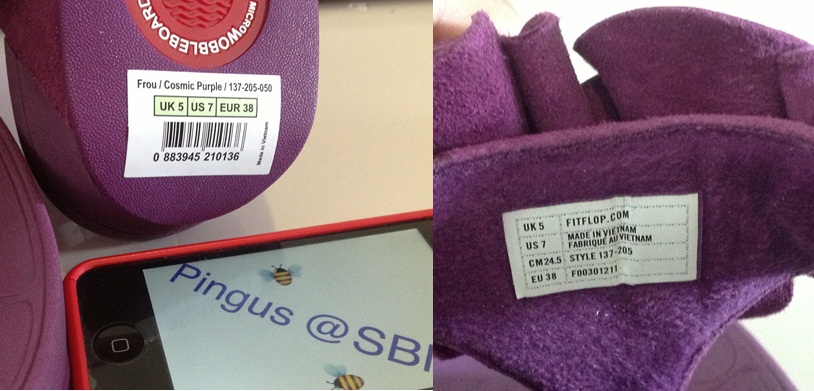 MICROWOBBLEBOARD
Frou / Cosmic Purple / 137-205-050
UK 5 US 7 EUR 38
0 883945 210136
Made in Vietnam
Pingus @SB
UK 5 FITFLOP.COM
US 7 MADE IN VIETNAM
FABRIQUE AU VIETNAM
CM24.5 STYLE 137-205
EU 38 F00301211